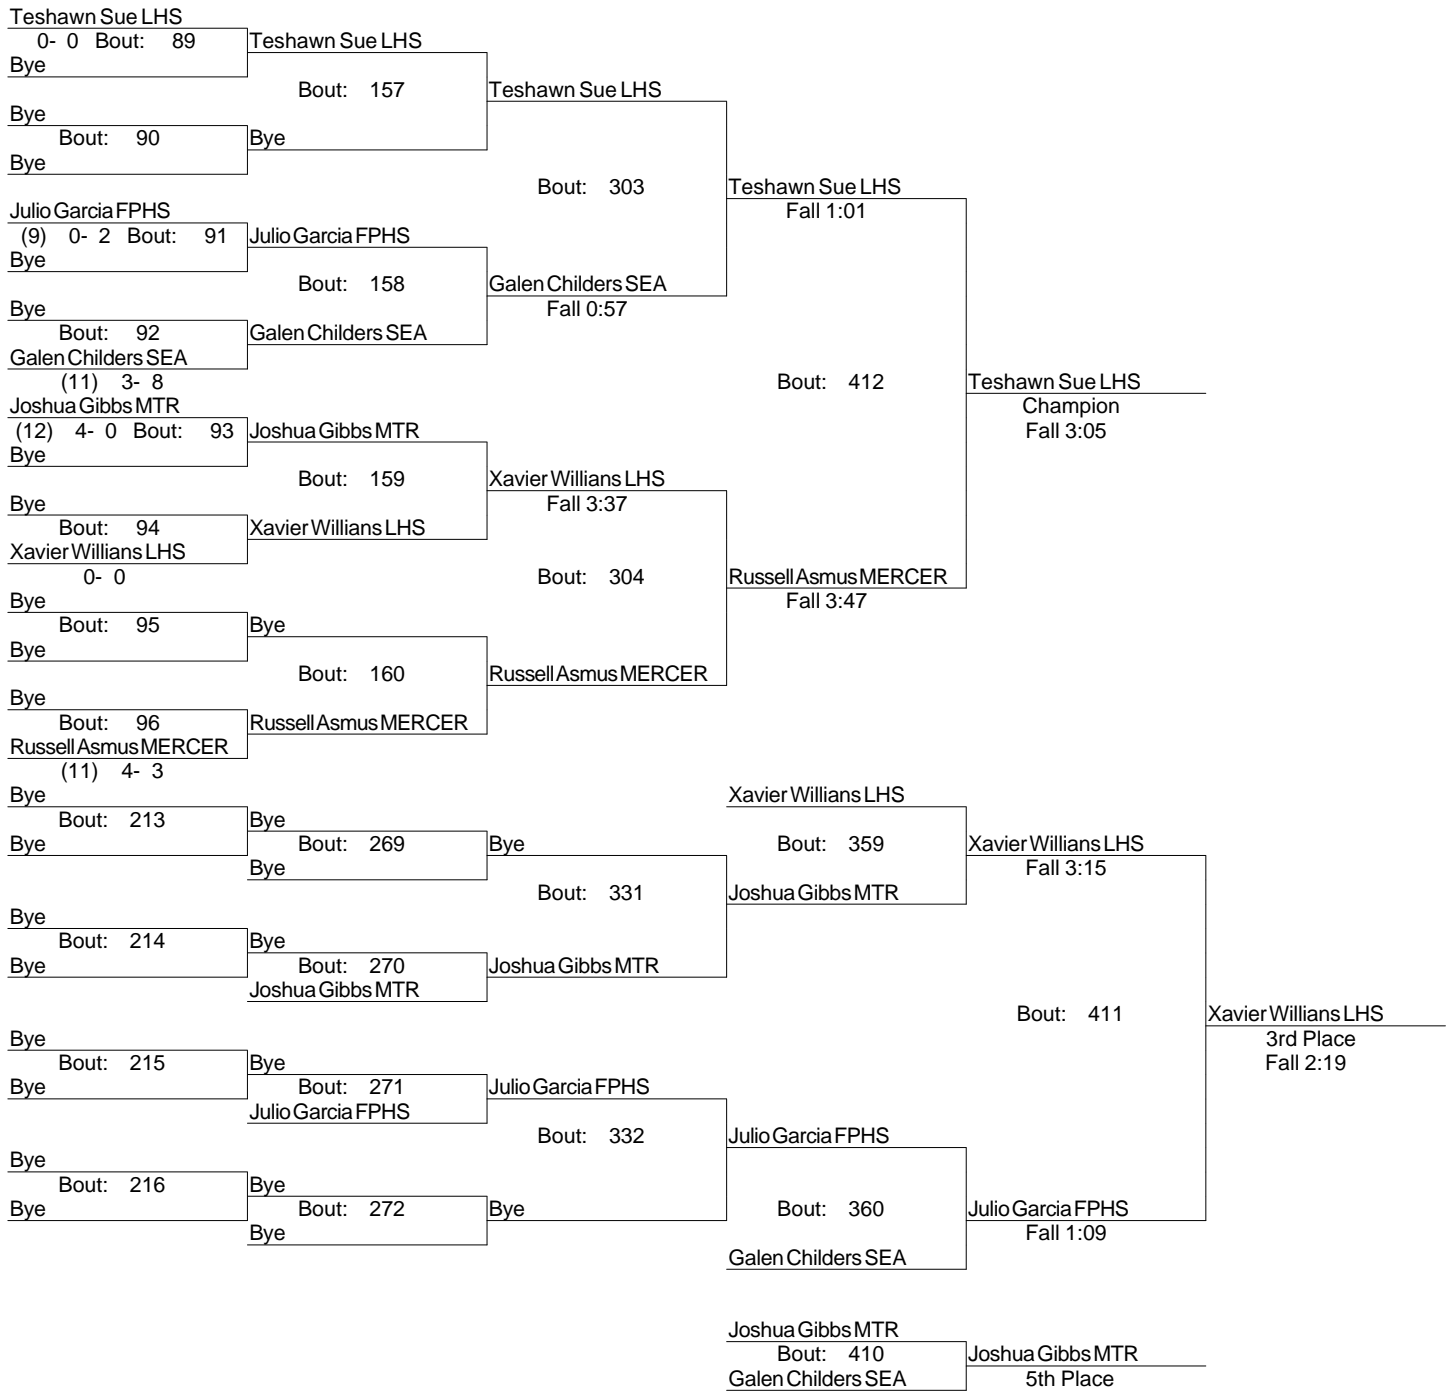 Teshawn Sue LHS
0- 0 Bout: 89 Teshawn Sue LHS
Bye
Bout: 157 Teshawn Sue LHS
Bye
Bout: 90 Bye
Bye
Bout: 303 Teshawn Sue LHS
Julio Garcia FPHS Fall 1:01
(9) 0- 2 Bout: 91 Julio Garcia FPHS
Bye
Bout: 158 Galen Childers SEA
Bye Fall 0:57
Bout: 92 Galen Childers SEA
Galen Childers SEA
(11) 3- 8 Bout: 412 Teshawn Sue LHS
Joshua Gibbs MTR Champion
(12) 4- 0 Bout: 93 Joshua Gibbs MTR Fall 3:05
Bye
Bout: 159 Xavier Willians LHS
Bye Fall 3:37
Bout: 94 Xavier Willians LHS
Xavier Willians LHS
0- 0 Bout: 304 Russell Asmus MERCER
Bye Fall 3:47
Bout: 95 Bye
Bye
Bout: 160 Russell Asmus MERCER
Bye
Bout: 96 Russell Asmus MERCER
Russell Asmus MERCER
(11) 4- 3
Bye Xavier Willians LHS
Bout: 213 Bye
Bye Bout: 269 Bye Bout: 359 Xavier Willians LHS
Bye Fall 3:15
Bout: 331 Joshua Gibbs MTR
Bye
Bout: 214 Bye
Bye Bout: 270 Joshua Gibbs MTR
Joshua Gibbs MTR
Bout: 411 Xavier Willians LHS
Bye 3rd Place
Bout: 215 Bye Fall 2:19
Bye Bout: 271 Julio Garcia FPHS
Julio Garcia FPHS
Bout: 332 Julio Garcia FPHS
Bye
Bout: 216 Bye
Bye Bout: 272 Bye Bout: 360 Julio Garcia FPHS
Bye Fall 1:09
Galen Childers SEA
Joshua Gibbs MTR
Bout: 410 Joshua Gibbs MTR
Galen Childers SEA 5th Place